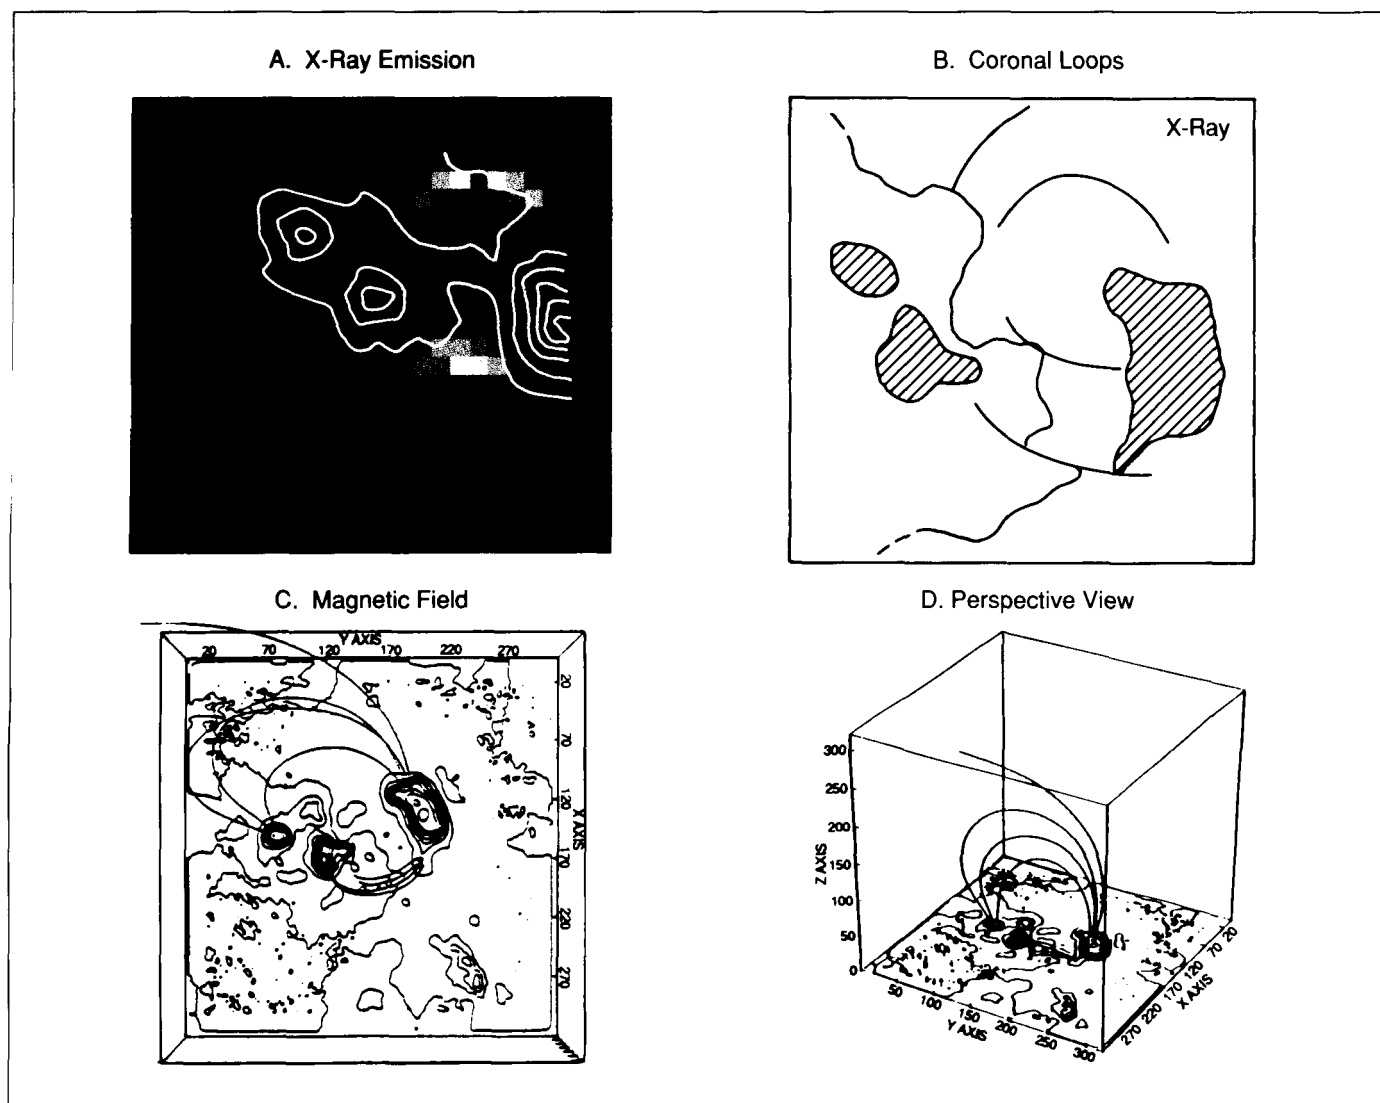 A. X-Ray Emission
B. Coronal Loops
X-Ray
C. Magnetic Field
Y AXIS
20 70 120 170 220 270
20
70
120
X AXIS
170
220
270
D. Perspective View
300
250
200
150
100
50
0
Z AXIS
50 100 150 200 250 300
Y AXIS
270 220 170 120 70 20
X AXIS